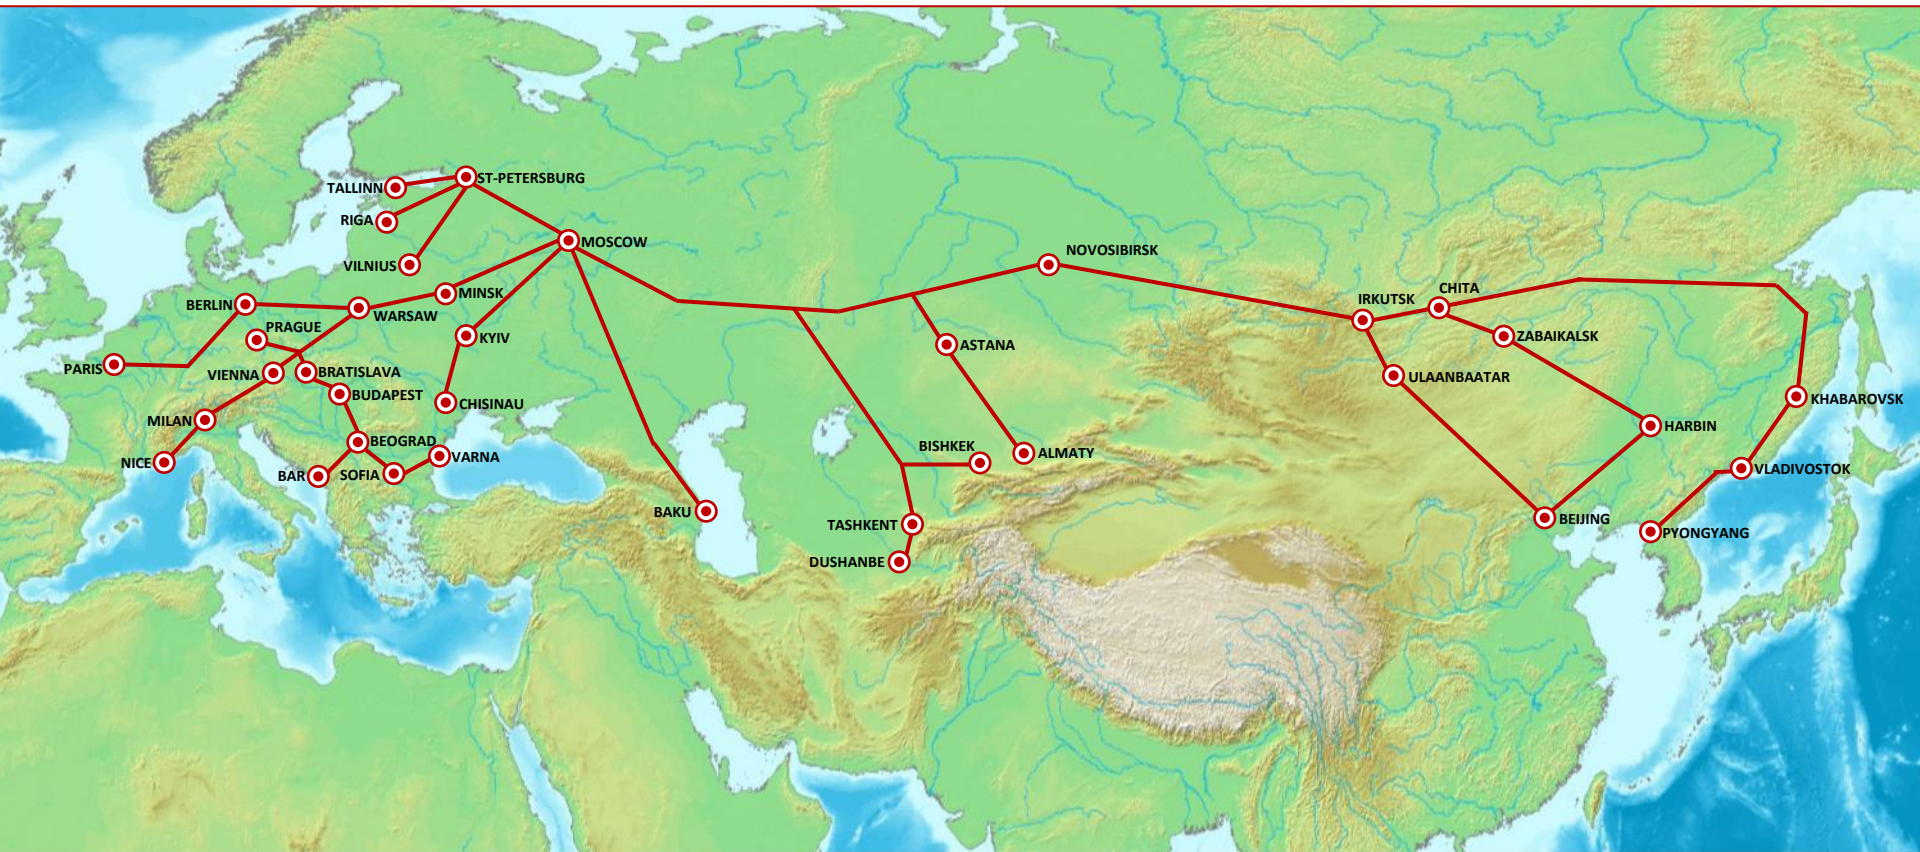 ST-PETERSBURG
TALLINN
RIGA
MOSCOW
NOVOSIBIRSK
VILNIUS
MINSK
CHITA
IRKUTSK
BERLIN
WARSAW
PRAGUE
KYIV
ZABAIKALSK
ASTANA
PARIS
VIENNA
BRATISLAVA
ULAANBAATAR
BUDAPEST
CHISINAU
KHABAROVSK
MILAN
HARBIN
BEOGRAD
BISHKEK
ALMATY
VARNA
NICE
VLADIVOSTOK
BAR
SOFIA
BAKU
BEIJING
TASHKENT
PYONGYANG
DUSHANBE